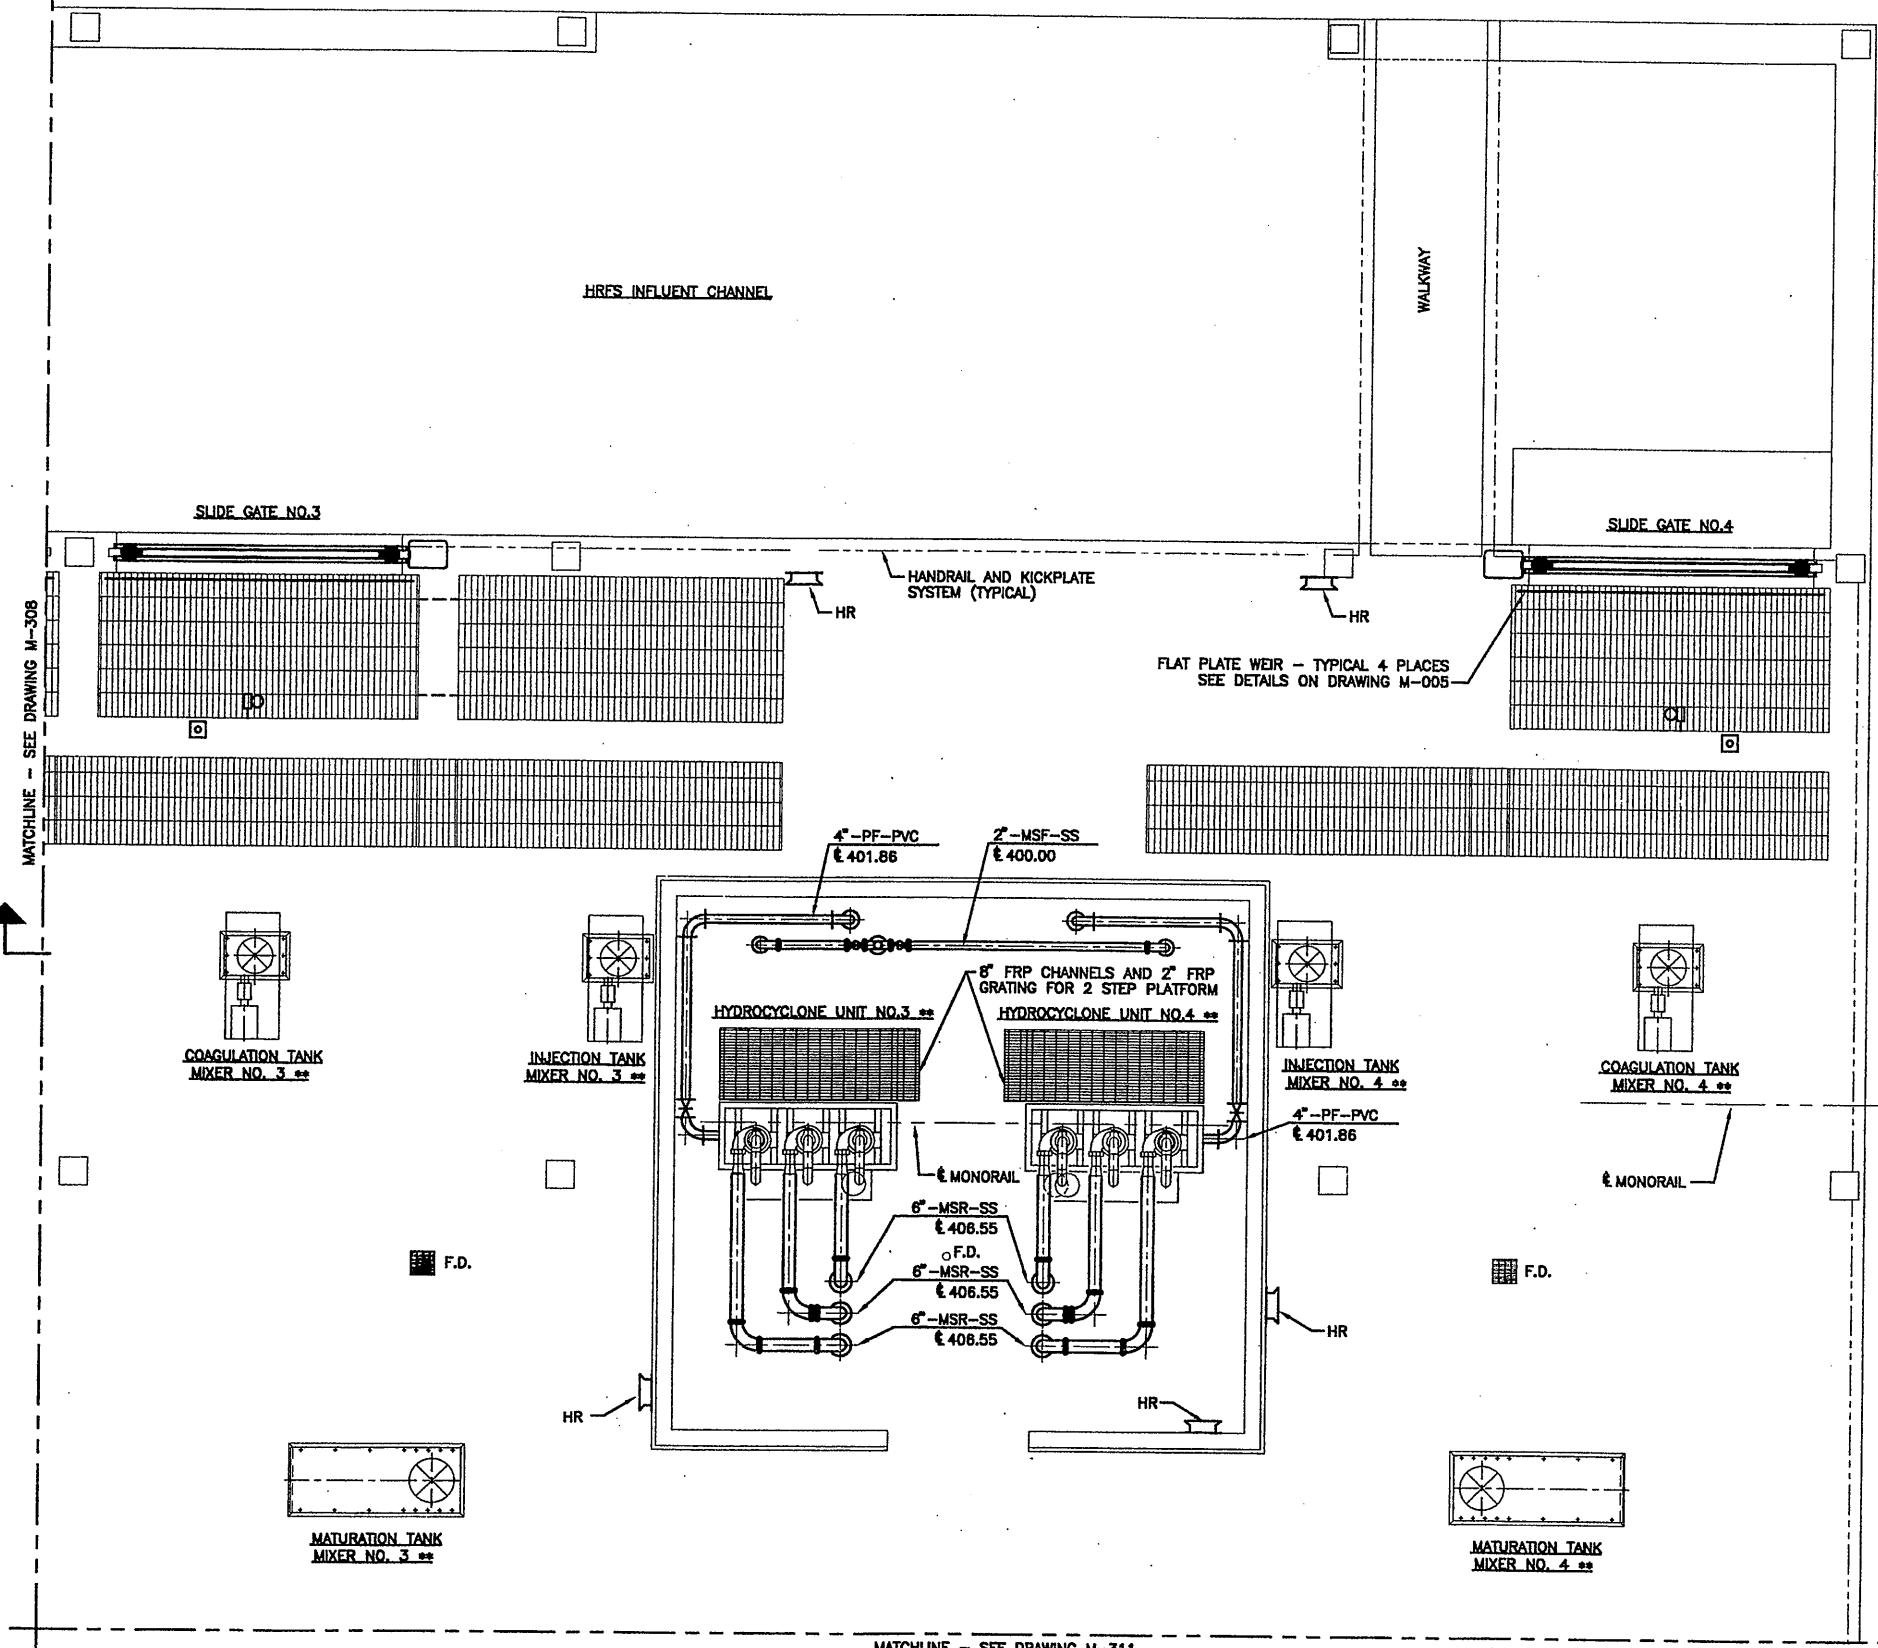 HRFS INFLUENT CHANNEL
WALKWAY
SLIDE GATE NO.3
SLIDE GATE NO.4
HANDRAIL AND KICKPLATE
SYSTEM (TYPICAL)
HR
HR
FLAT PLATE WEIR - TYPICAL 4 PLACES
SEE DETAILS ON DRAWING M-005
MATCHLINE - SEE DRAWING M-308
4"-PF-PVC
℄ 401.86
2"-MSF-SS
℄ 400.00
8" FRP CHANNELS AND 2" FRP
GRATING FOR 2 STEP PLATFORM
HYDROCYCLONE UNIT NO.3 **
HYDROCYCLONE UNIT NO.4 **
COAGULATION TANK
MIXER NO. 3 **
INJECTION TANK
MIXER NO. 3 **
INJECTION TANK
MIXER NO. 4 **
COAGULATION TANK
MIXER NO. 4 **
4"-PF-PVC
℄ 401.86
℄ MONORAIL
℄ MONORAIL
6"-MSR-SS
℄ 406.55
F.D.
F.D.
F.D.
6"-MSR-SS
℄ 406.55
6"-MSR-SS
℄ 406.55
HR
HR
HR
MATURATION TANK
MIXER NO. 3 **
MATURATION TANK
MIXER NO. 4 **
MATCHLINE - SEE DRAWING M-311